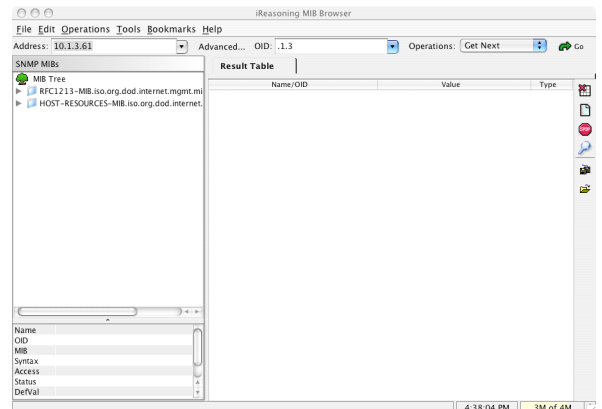 iReasoning MIB Browser
File Edit Operations Tools Bookmarks Help
Address: 10.1.3.61 Advanced... OID: .1.3 Operations: Get Next Go
SNMP MIBs
Result Table
MIB Tree
RFC1213-MIB.iso.org.dod.internet.mgmt.mi
HOST-RESOURCES-MIB.iso.org.dod.internet.
Name/OID Value Type
STOP
Name
OID
MIB
Syntax
Access
Status
DefVal
4:38:04 PM 3M of 4M